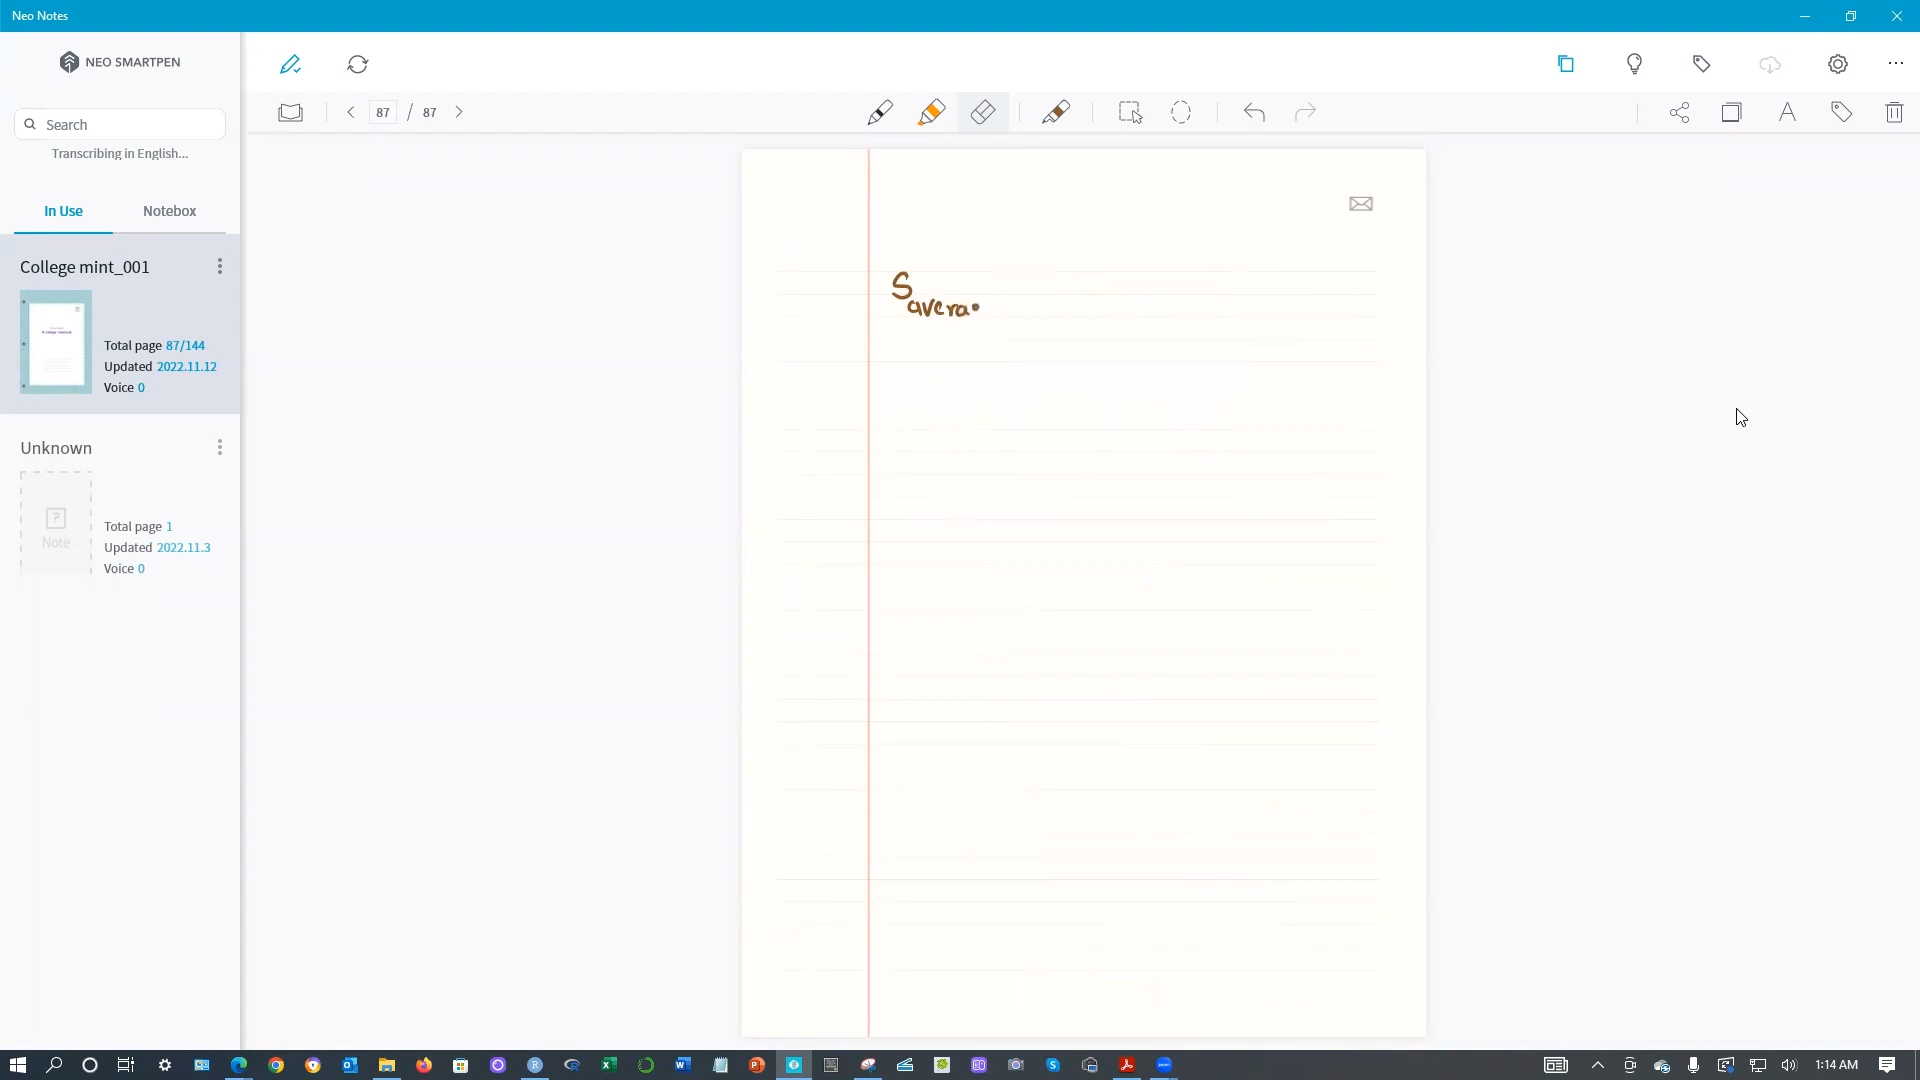 Neo Notes
NEO SMARTPEN
87 / 87
Search
Transcribing in English...
In Use Notebox
College mint_001
Total page 87/144
Updated 2022.11.12
Voice 0
Unknown
Note
Total page 1
Updated 2022.11.3
Voice 0
S
avera
1:14 AM